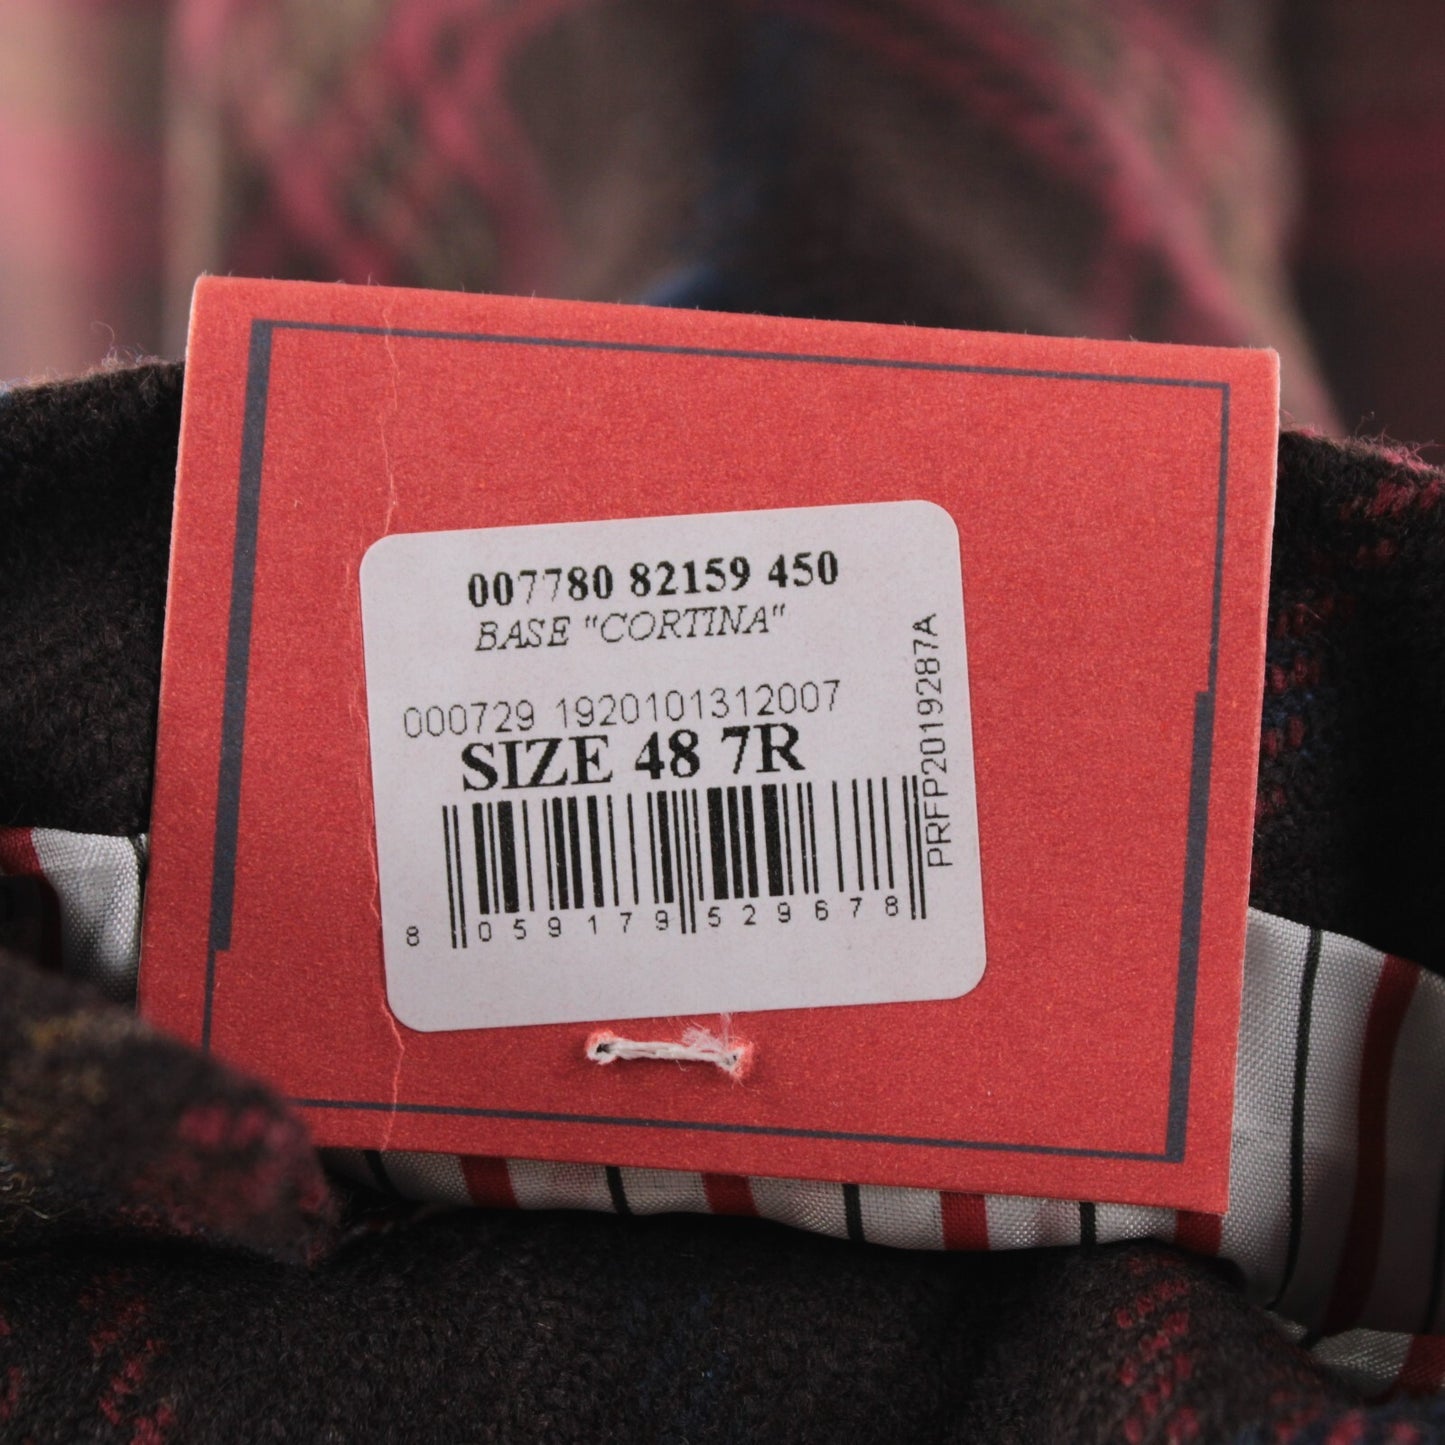 007780 82159 450
BASE "CORTINA"
000729 1920101312007
SIZE 48 7R
8 059179 529678
PRFP2019287A